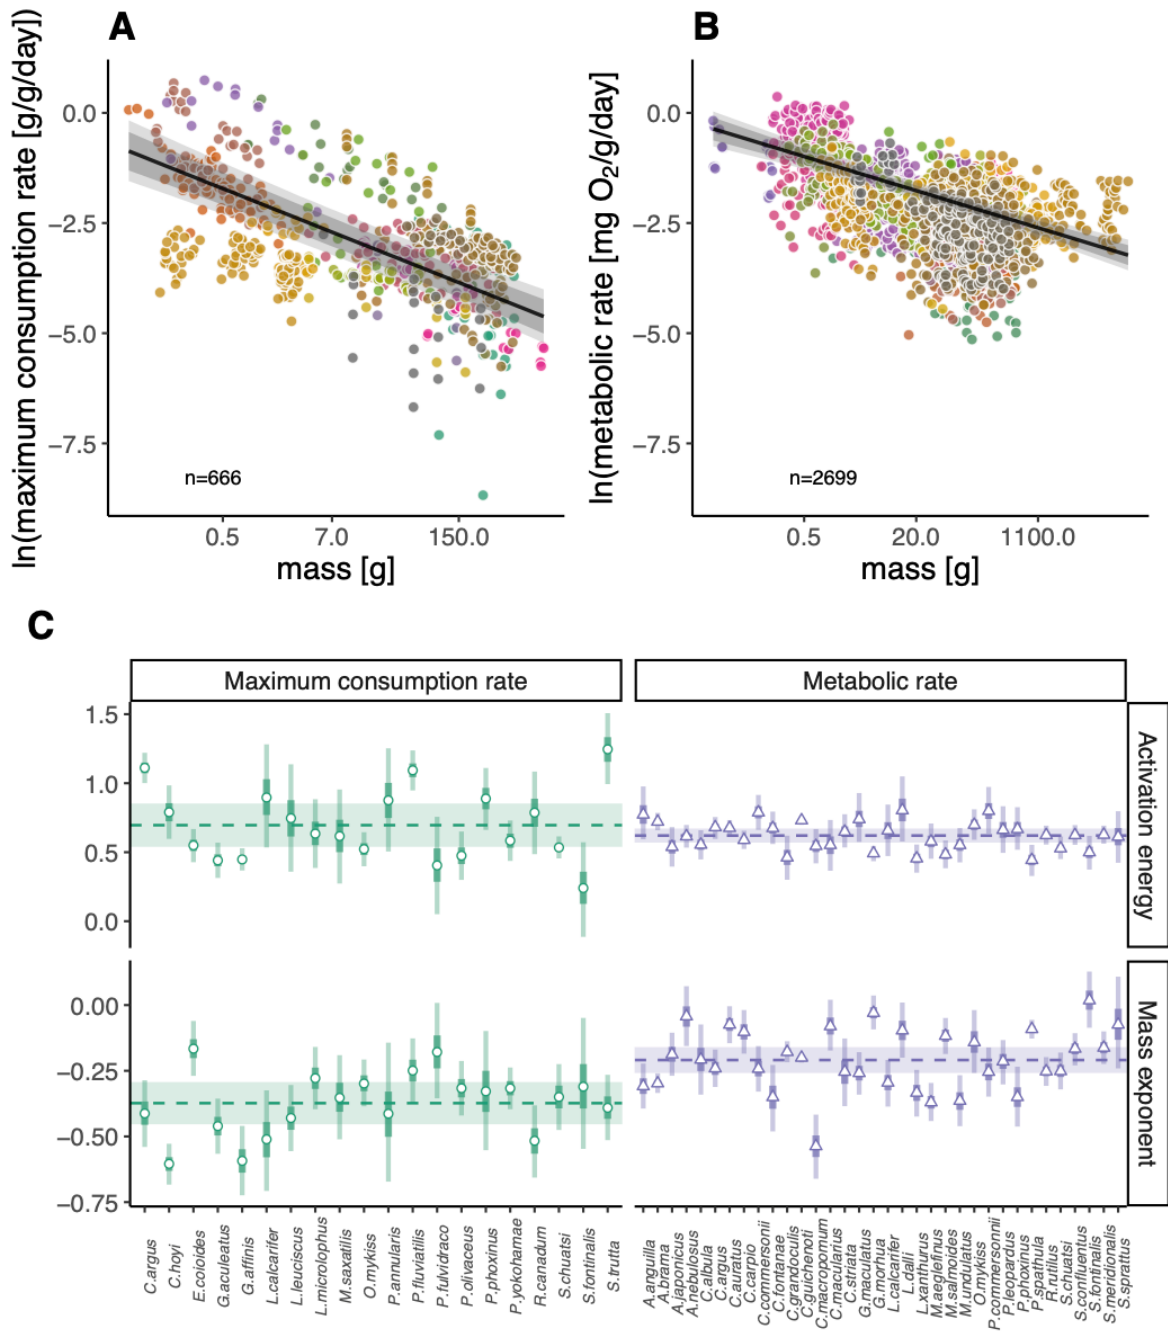 A
B
ln(maximum consumption rate [g/g/day])
0.0
−2.5
−5.0
−7.5
n=666
0.5 7.0 150.0
mass [g]
ln(metabolic rate [mg O2/g/day]
0.0
−2.5
−5.0
−7.5
n=2699
0.5 20.0 1100.0
mass [g]
C
Maximum consumption rate
Metabolic rate
1.5
1.0
0.5
0.0
Activation energy
0.00
−0.25
−0.50
−0.75
Mass exponent
C.argus
C.hoyi
E.coioides
G.aculeatus
G.affinis
L.calcarifer
L.leuciscus
L.microlophus
M.saxatilis
O.mykiss
P.annularis
P.fluviatilis
P.fulvidraco
P.olivaceus
P.phoxinus
P.yokohamae
R.canadum
S.chuatsi
S.fontinalis
S.trutta
A.anguilla
A.brama
A.japonicus
A.nebulosus
C.albula
C.argus
C.auratus
C.carpio
C.commersonii
C.fontanae
C.grandoculis
C.guichenoti
C.macropomum
C.macularius
C.striata
G.maculatus
G.morhua
L.calcarifer
L.dalli
L.xanthurus
M.aeglefinus
M.salmoides
M.undulatus
O.mykiss
P.commersonnii
P.leopardus
P.phoxinus
P.spathula
R.rutilus
S.chuatsi
S.confluentus
S.fontinalis
S.meridionalis
S.sprattus